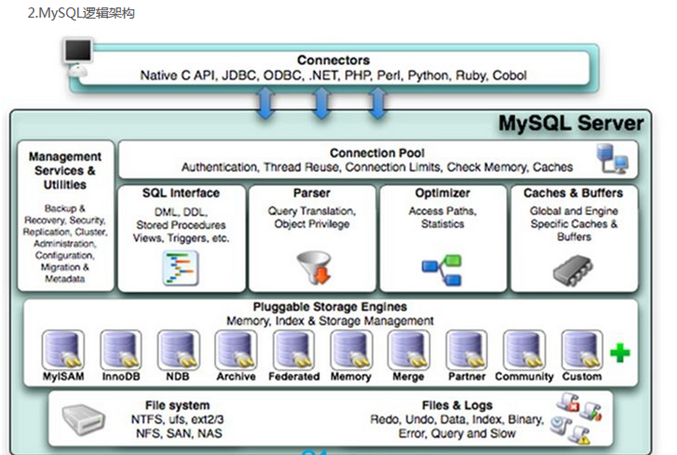 2.MySQL逻辑架构
Connectors
Native C API, JDBC, ODBC, .NET, PHP, Perl, Python, Ruby, Cobol
MySQL Server
Management
Services &
Utilities
Backup &
Recovery, Security,
Replication, Cluster,
Administration,
Configuration,
Migration &
Metadata
Connection Pool
Authentication, Thread Reuse, Connection Limits, Check Memory, Caches
SQL Interface
DML, DDL,
Stored Procedures
Views, Triggers, etc.
Parser
Query Translation,
Object Privilege
Optimizer
Access Paths,
Statistics
Caches & Buffers
Global and Engine
Specific Caches &
Buffers
Pluggable Storage Engines
Memory, Index & Storage Management
MyISAM
InnoDB
NDB
Archive
Federated
Memory
Merge
Partner
Community
Custom
File system
NTFS, ufs, ext2/3
NFS, SAN, NAS
Files & Logs
Redo, Undo, Data, Index, Binary,
Error, Query and Slow